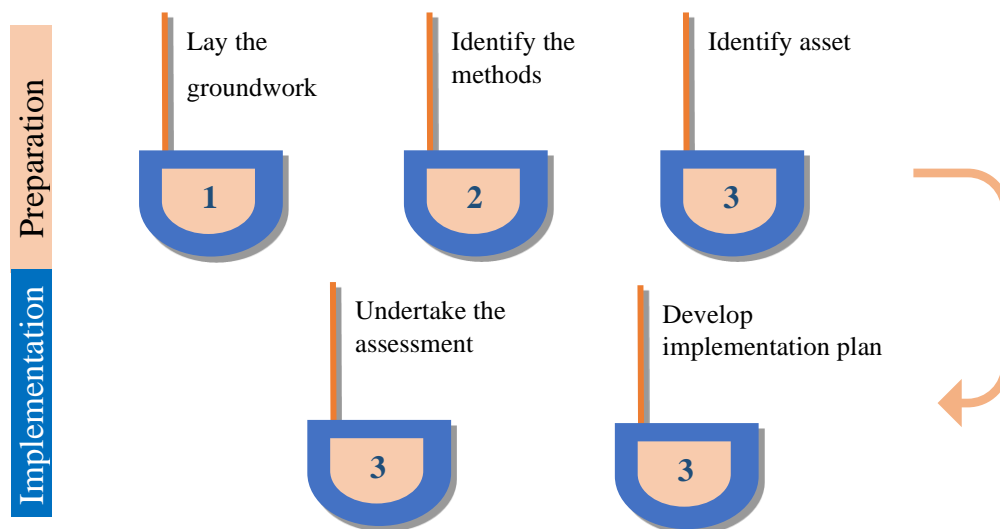 Preparation
Lay the
groundwork
Identify the
methods
Identify asset
1
2
3
Implementation
Undertake the
assessment
Develop
implementation plan
3
3